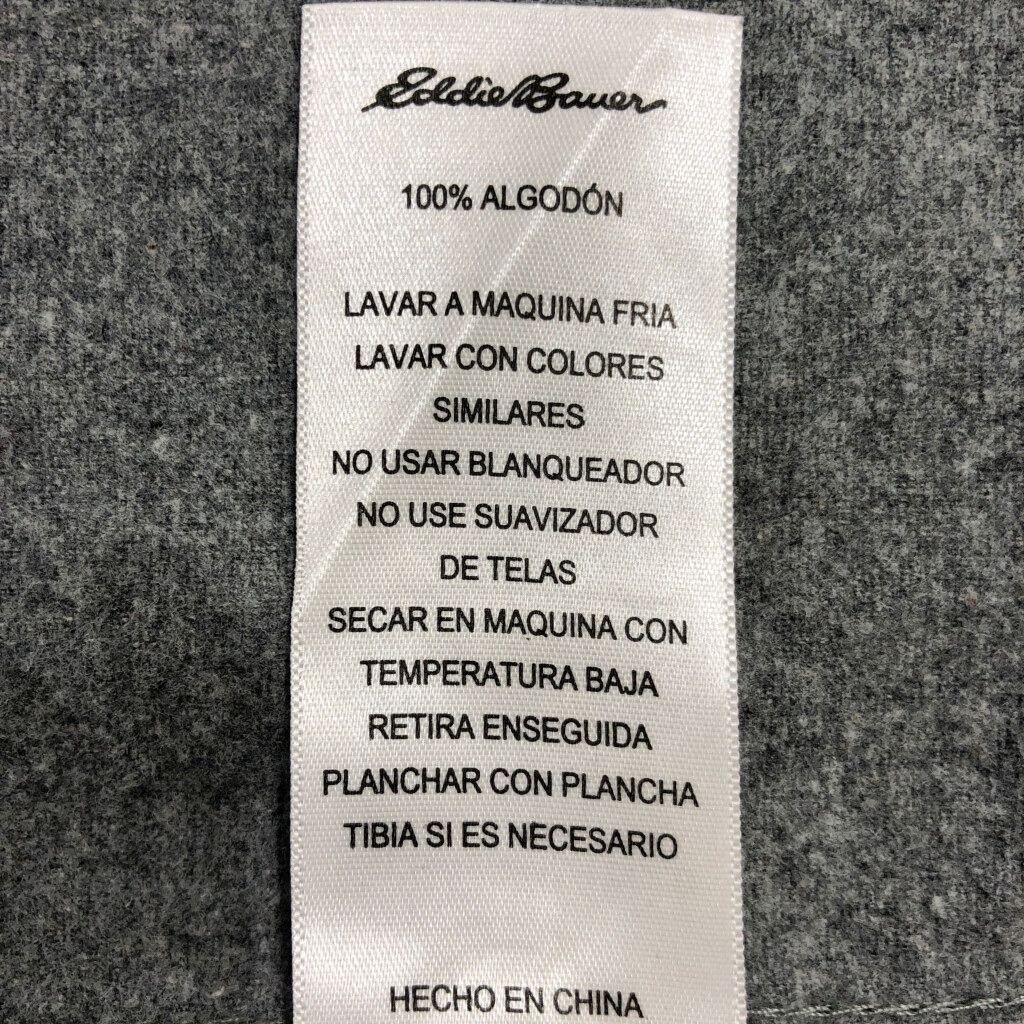 Eddie Bauer
100% ALGODÓN
LAVAR A MAQUINA FRIA
LAVAR CON COLORES
SIMILARES
NO USAR BLANQUEADOR
NO USE SUAVIZADOR
DE TELAS
SECAR EN MAQUINA CON
TEMPERATURA BAJA
RETIRA ENSEGUIDA
PLANCHAR CON PLANCHA
TIBIA SI ES NECESARIO
HECHO EN CHINA